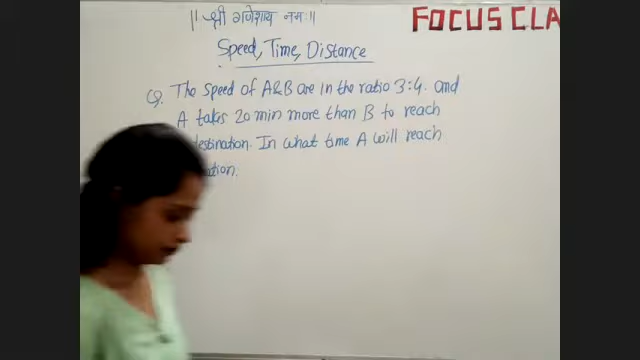 || श्री गणेशाय नमः ||
FOCUS CLA
Speed, Time, Distance
Q. The speed of A&B are in the ratio 3:4. and
A takes 20 min more than B to reach
destination. In what time A will reach